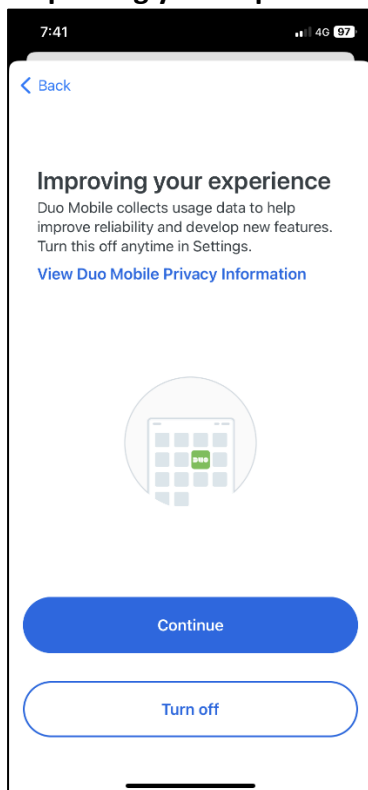 7:41
4G 97
Back
Improving your experience
Duo Mobile collects usage data to help
improve reliability and develop new features.
Turn this off anytime in Settings.
View Duo Mobile Privacy Information
DUO
Continue
Turn off